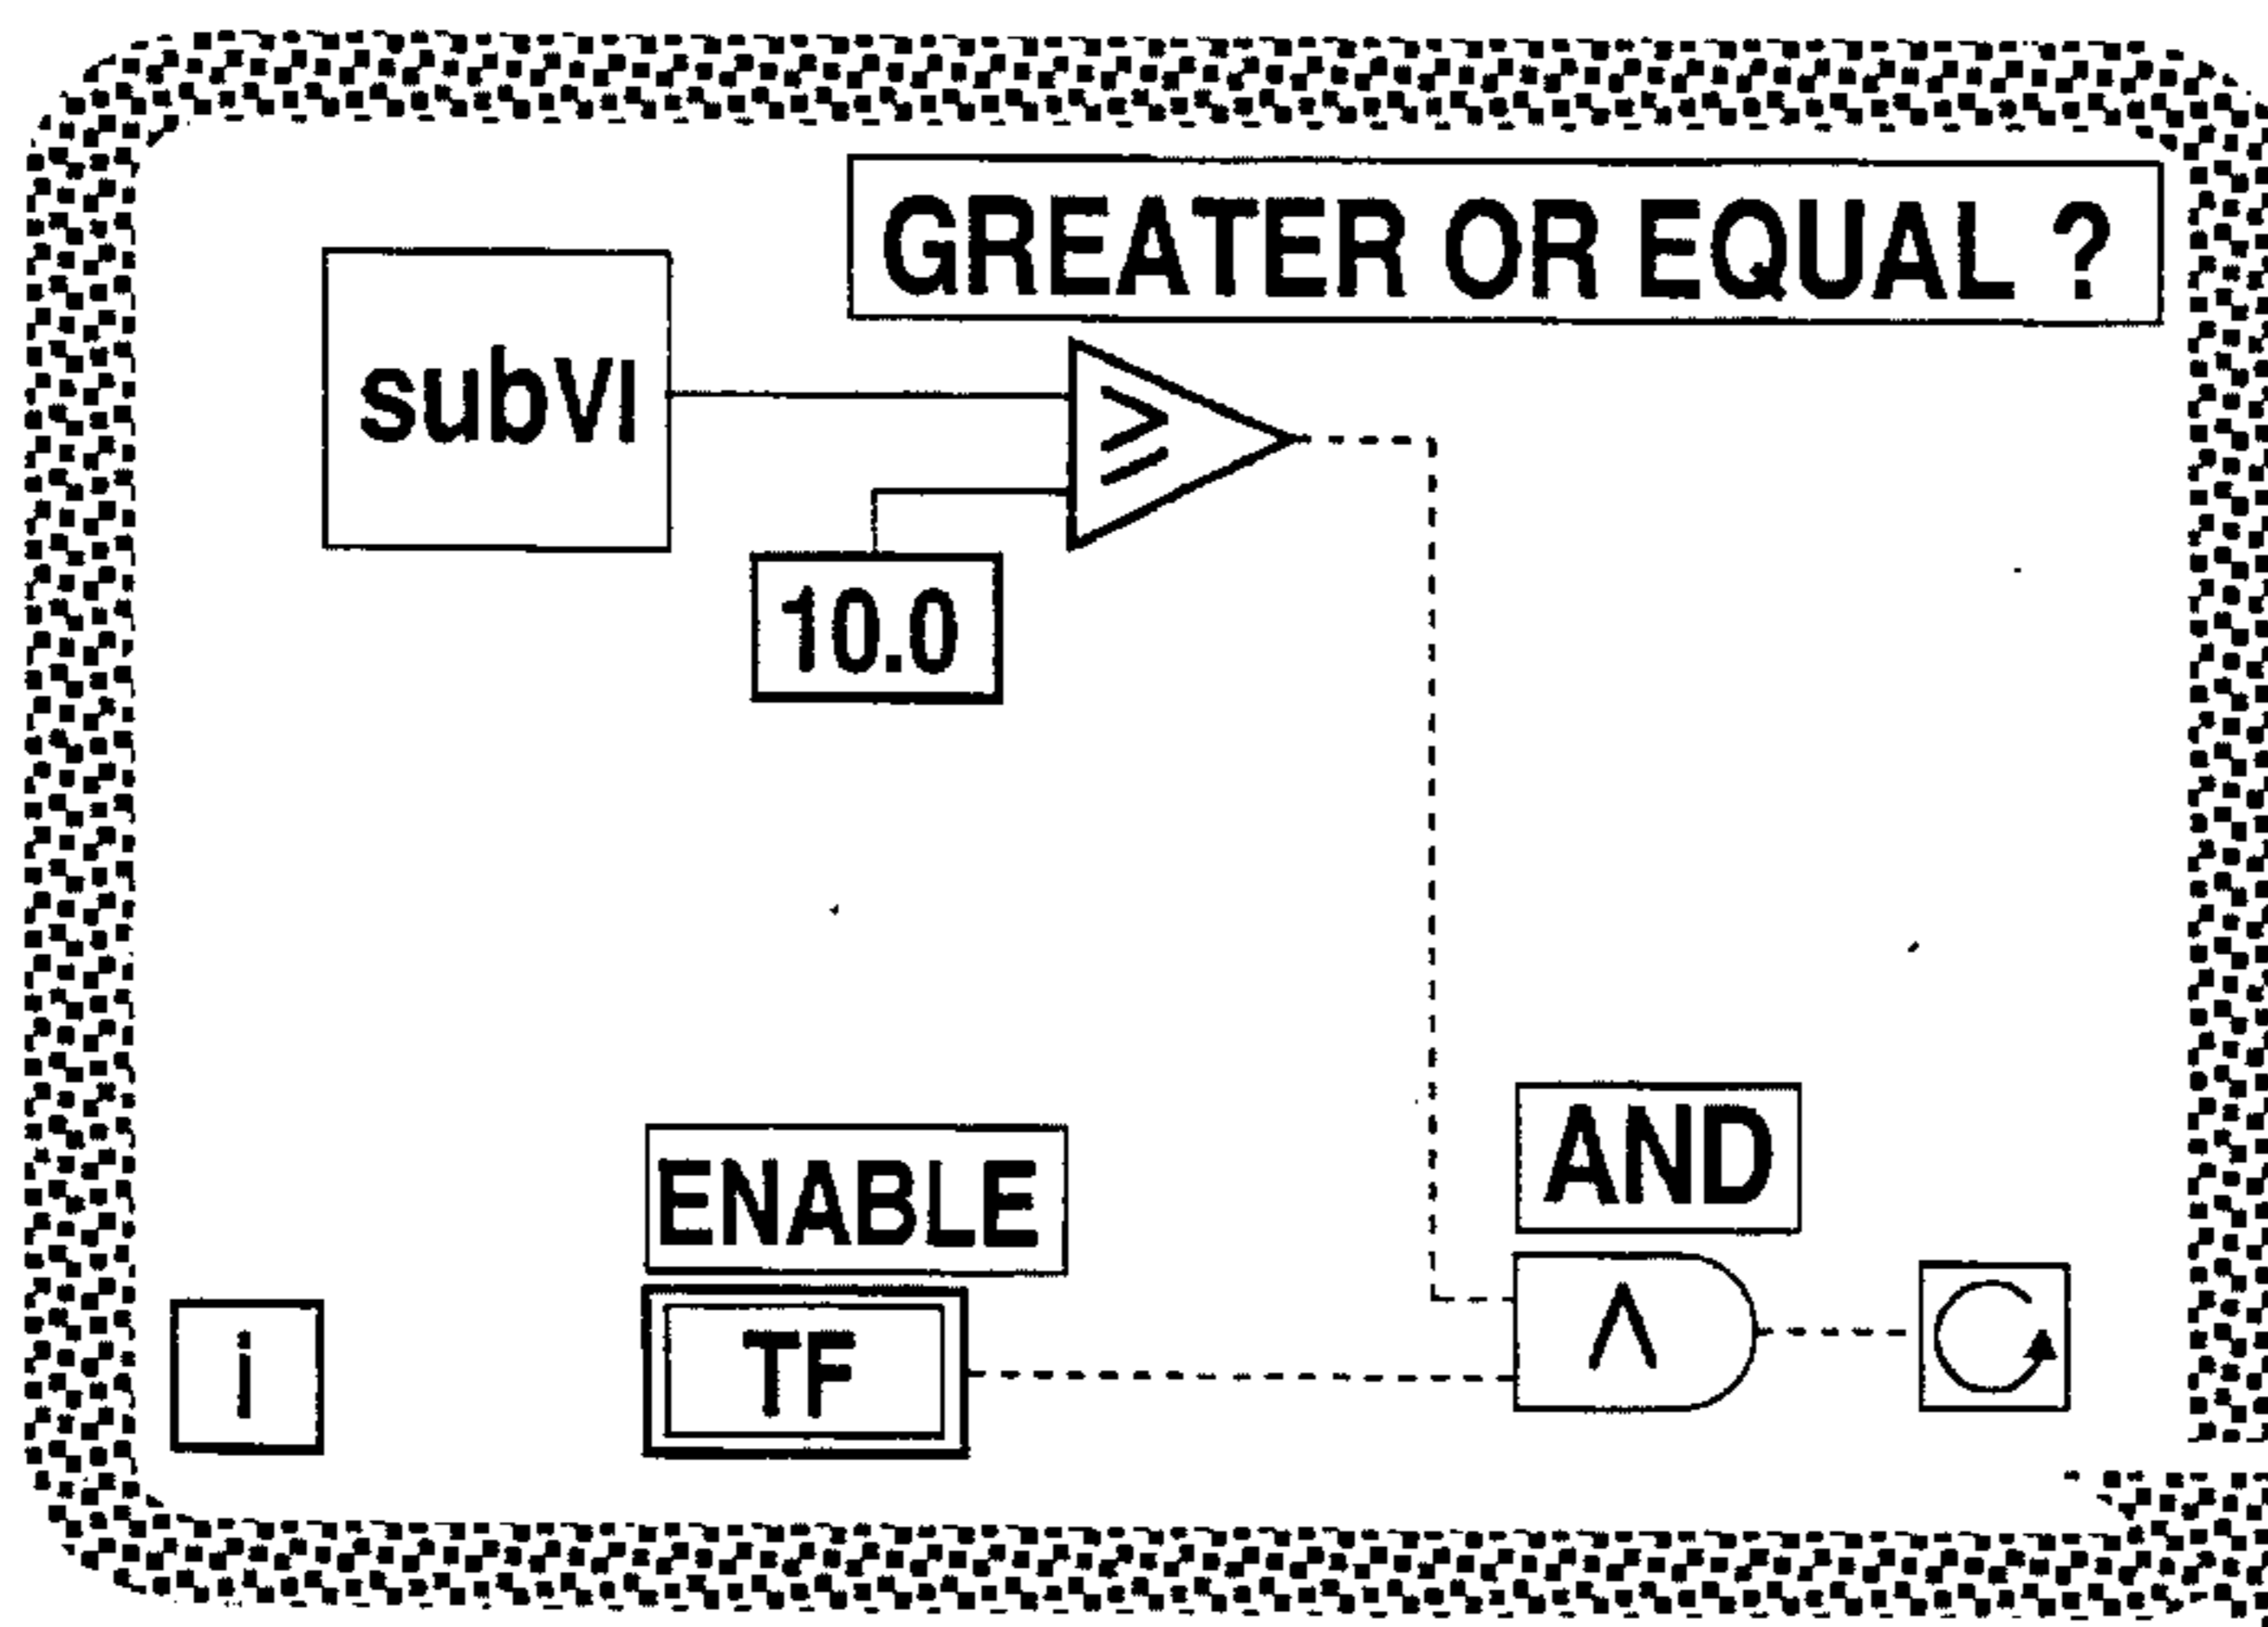 GREATER OR EQUAL ?
subVI
≥
10.0
ENABLE
AND
i
TF
∧